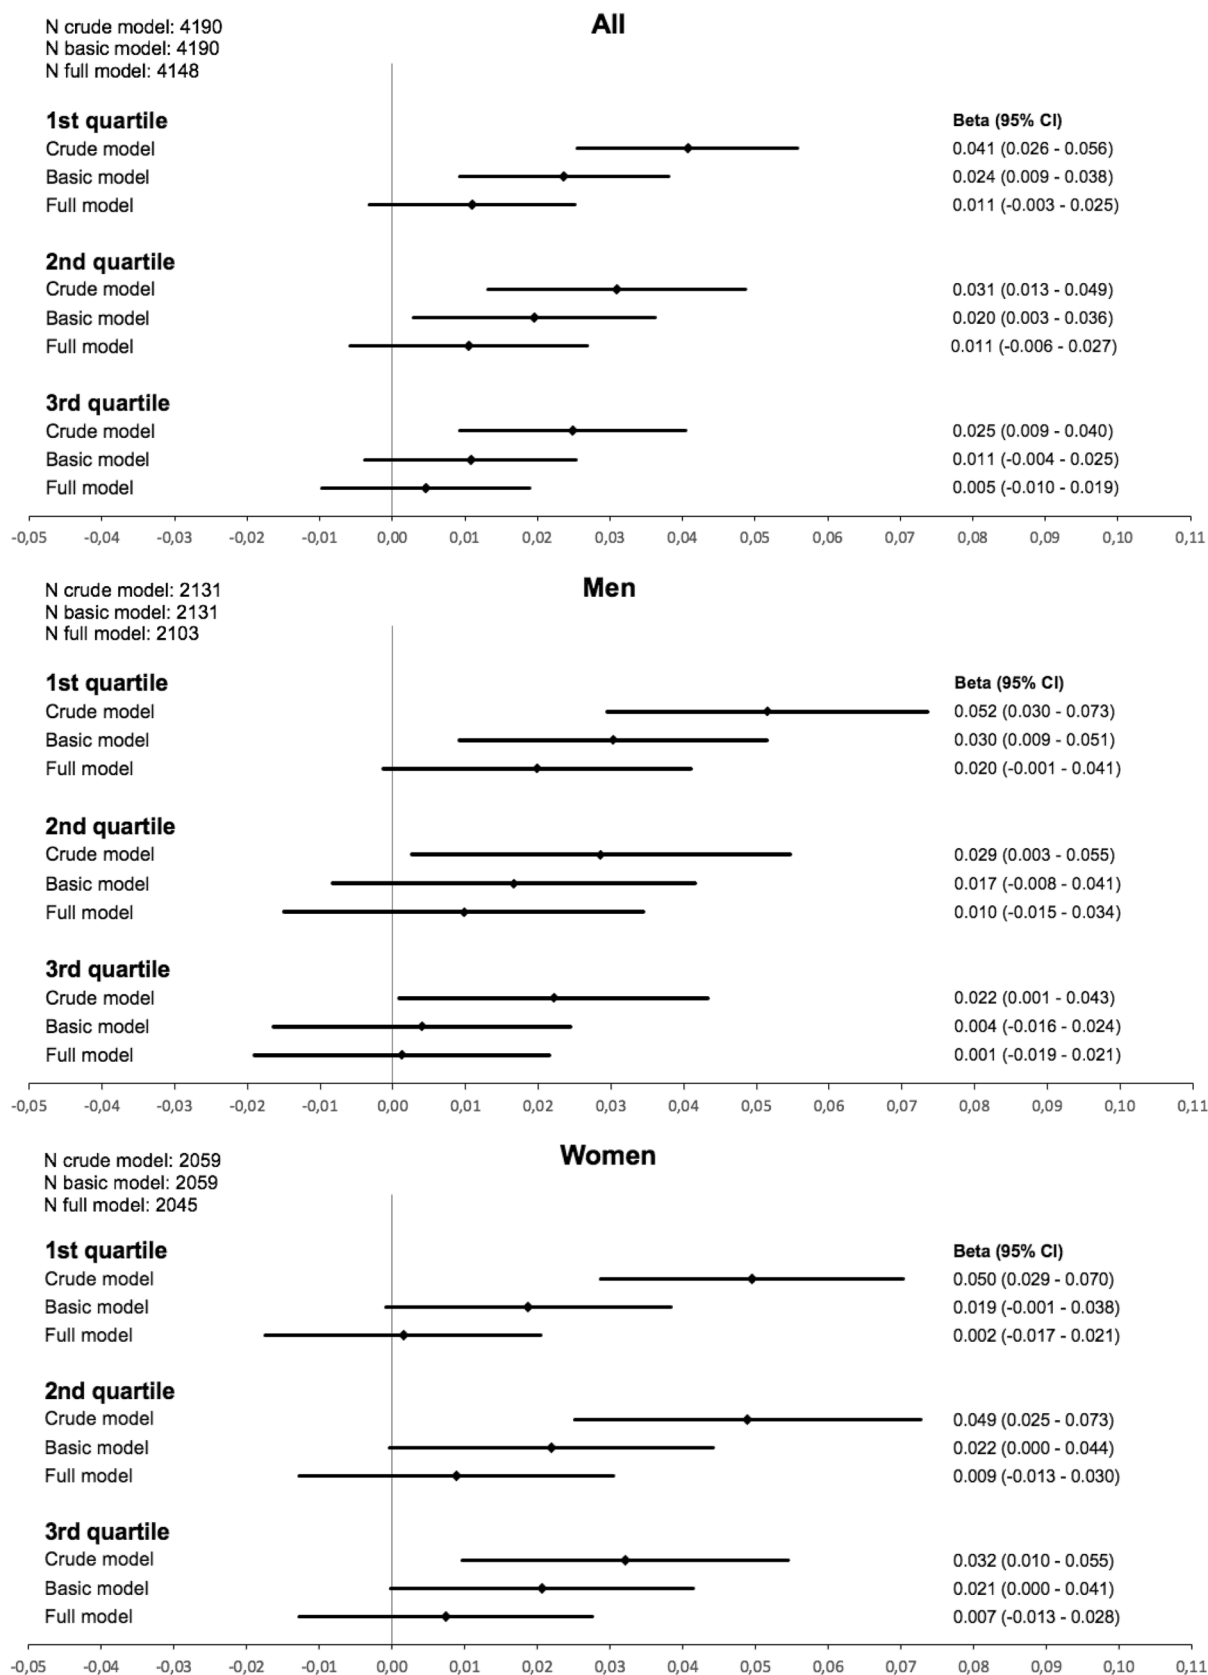 N crude model: 4190
N basic model: 4190
N full model: 4148
All
1st quartile Beta (95% CI)
Crude model 0.041 (0.026 - 0.056)
Basic model 0.024 (0.009 - 0.038)
Full model 0.011 (-0.003 - 0.025)
2nd quartile
Crude model 0.031 (0.013 - 0.049)
Basic model 0.020 (0.003 - 0.036)
Full model 0.011 (-0.006 - 0.027)
3rd quartile
Crude model 0.025 (0.009 - 0.040)
Basic model 0.011 (-0.004 - 0.025)
Full model 0.005 (-0.010 - 0.019)
-0,05 -0,04 -0,03 -0,02 -0,01 0,00 0,01 0,02 0,03 0,04 0,05 0,06 0,07 0,08 0,09 0,10 0,11
N crude model: 2131
N basic model: 2131
N full model: 2103
Men
1st quartile Beta (95% CI)
Crude model 0.052 (0.030 - 0.073)
Basic model 0.030 (0.009 - 0.051)
Full model 0.020 (-0.001 - 0.041)
2nd quartile
Crude model 0.029 (0.003 - 0.055)
Basic model 0.017 (-0.008 - 0.041)
Full model 0.010 (-0.015 - 0.034)
3rd quartile
Crude model 0.022 (0.001 - 0.043)
Basic model 0.004 (-0.016 - 0.024)
Full model 0.001 (-0.019 - 0.021)
-0,05 -0,04 -0,03 -0,02 -0,01 0,00 0,01 0,02 0,03 0,04 0,05 0,06 0,07 0,08 0,09 0,10 0,11
N crude model: 2059
N basic model: 2059
N full model: 2045
Women
1st quartile Beta (95% CI)
Crude model 0.050 (0.029 - 0.070)
Basic model 0.019 (-0.001 - 0.038)
Full model 0.002 (-0.017 - 0.021)
2nd quartile
Crude model 0.049 (0.025 - 0.073)
Basic model 0.022 (0.000 - 0.044)
Full model 0.009 (-0.013 - 0.030)
3rd quartile
Crude model 0.032 (0.010 - 0.055)
Basic model 0.021 (0.000 - 0.041)
Full model 0.007 (-0.013 - 0.028)
-0,05 -0,04 -0,03 -0,02 -0,01 0,00 0,01 0,02 0,03 0,04 0,05 0,06 0,07 0,08 0,09 0,10 0,11